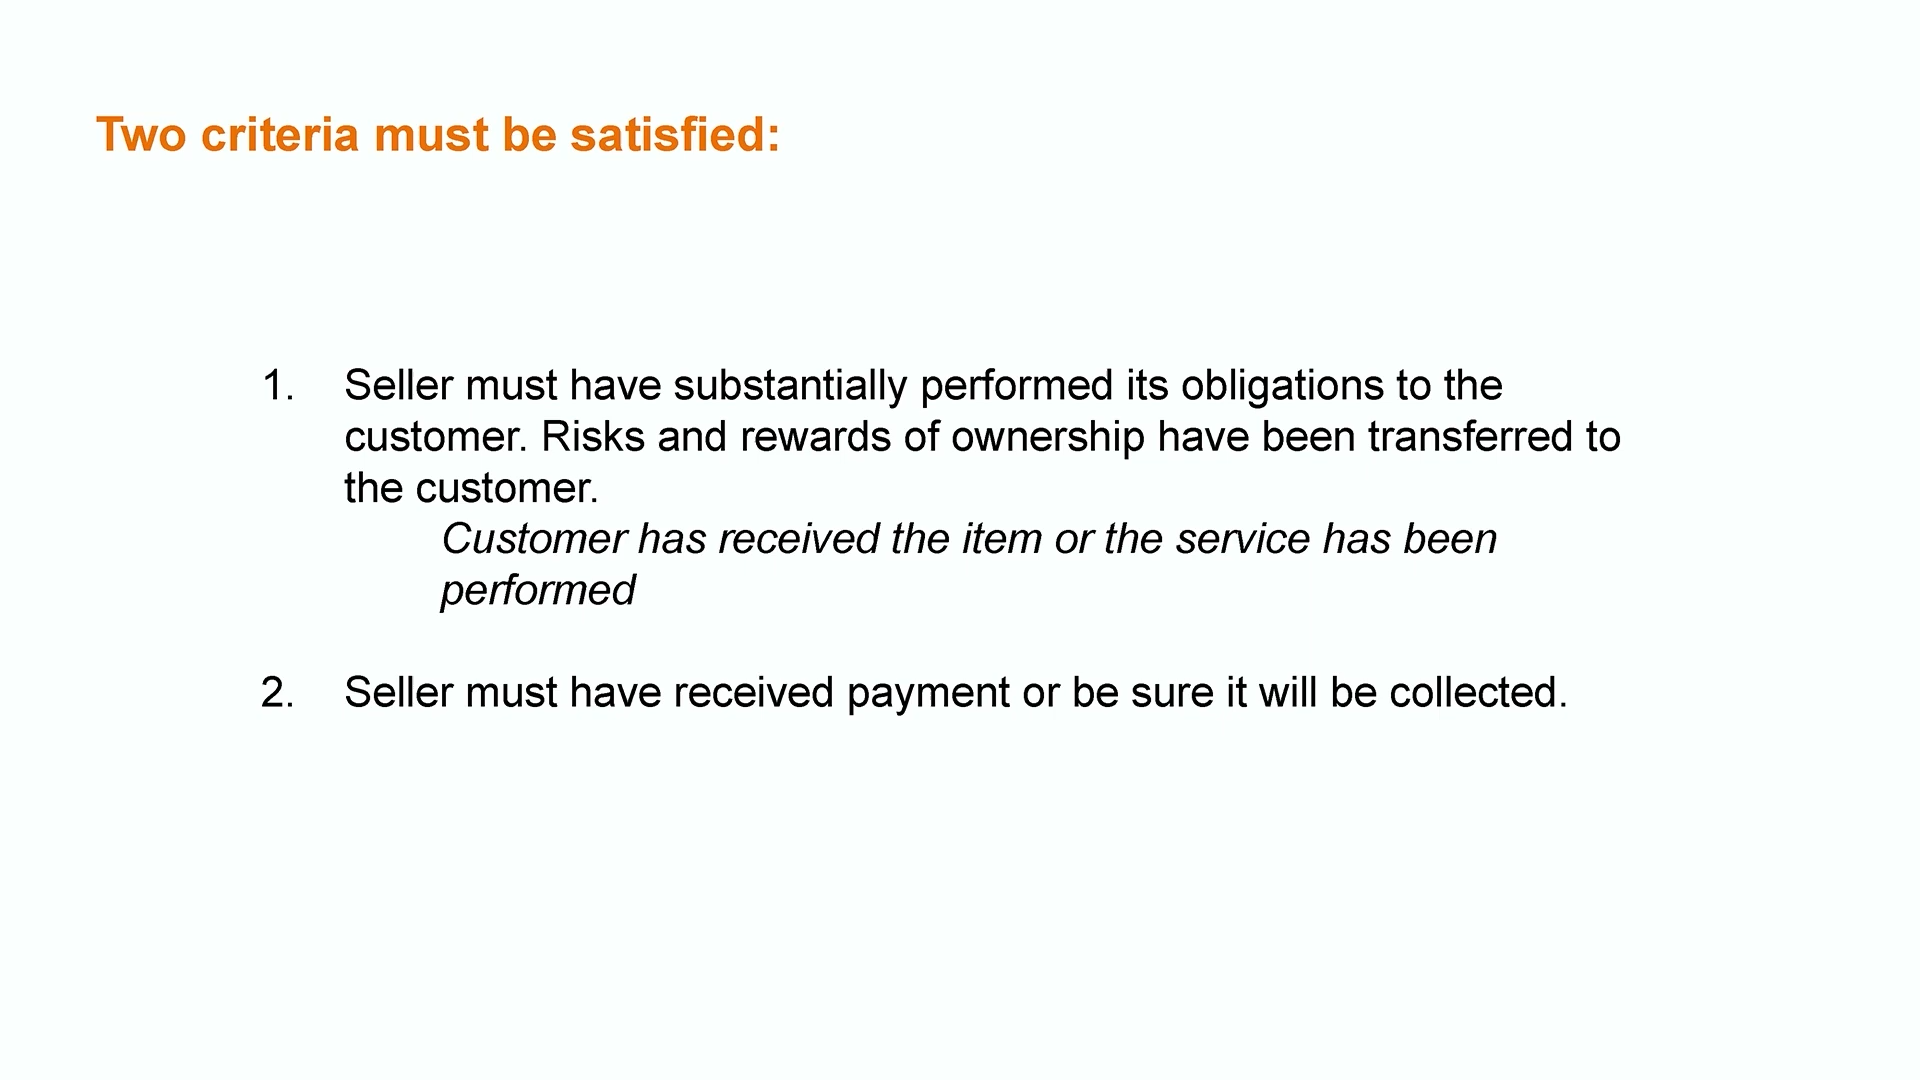 Two criteria must be satisfied:
1. Seller must have substantially performed its obligations to the
customer. Risks and rewards of ownership have been transferred to
the customer.
Customer has received the item or the service has been
performed
2. Seller must have received payment or be sure it will be collected.